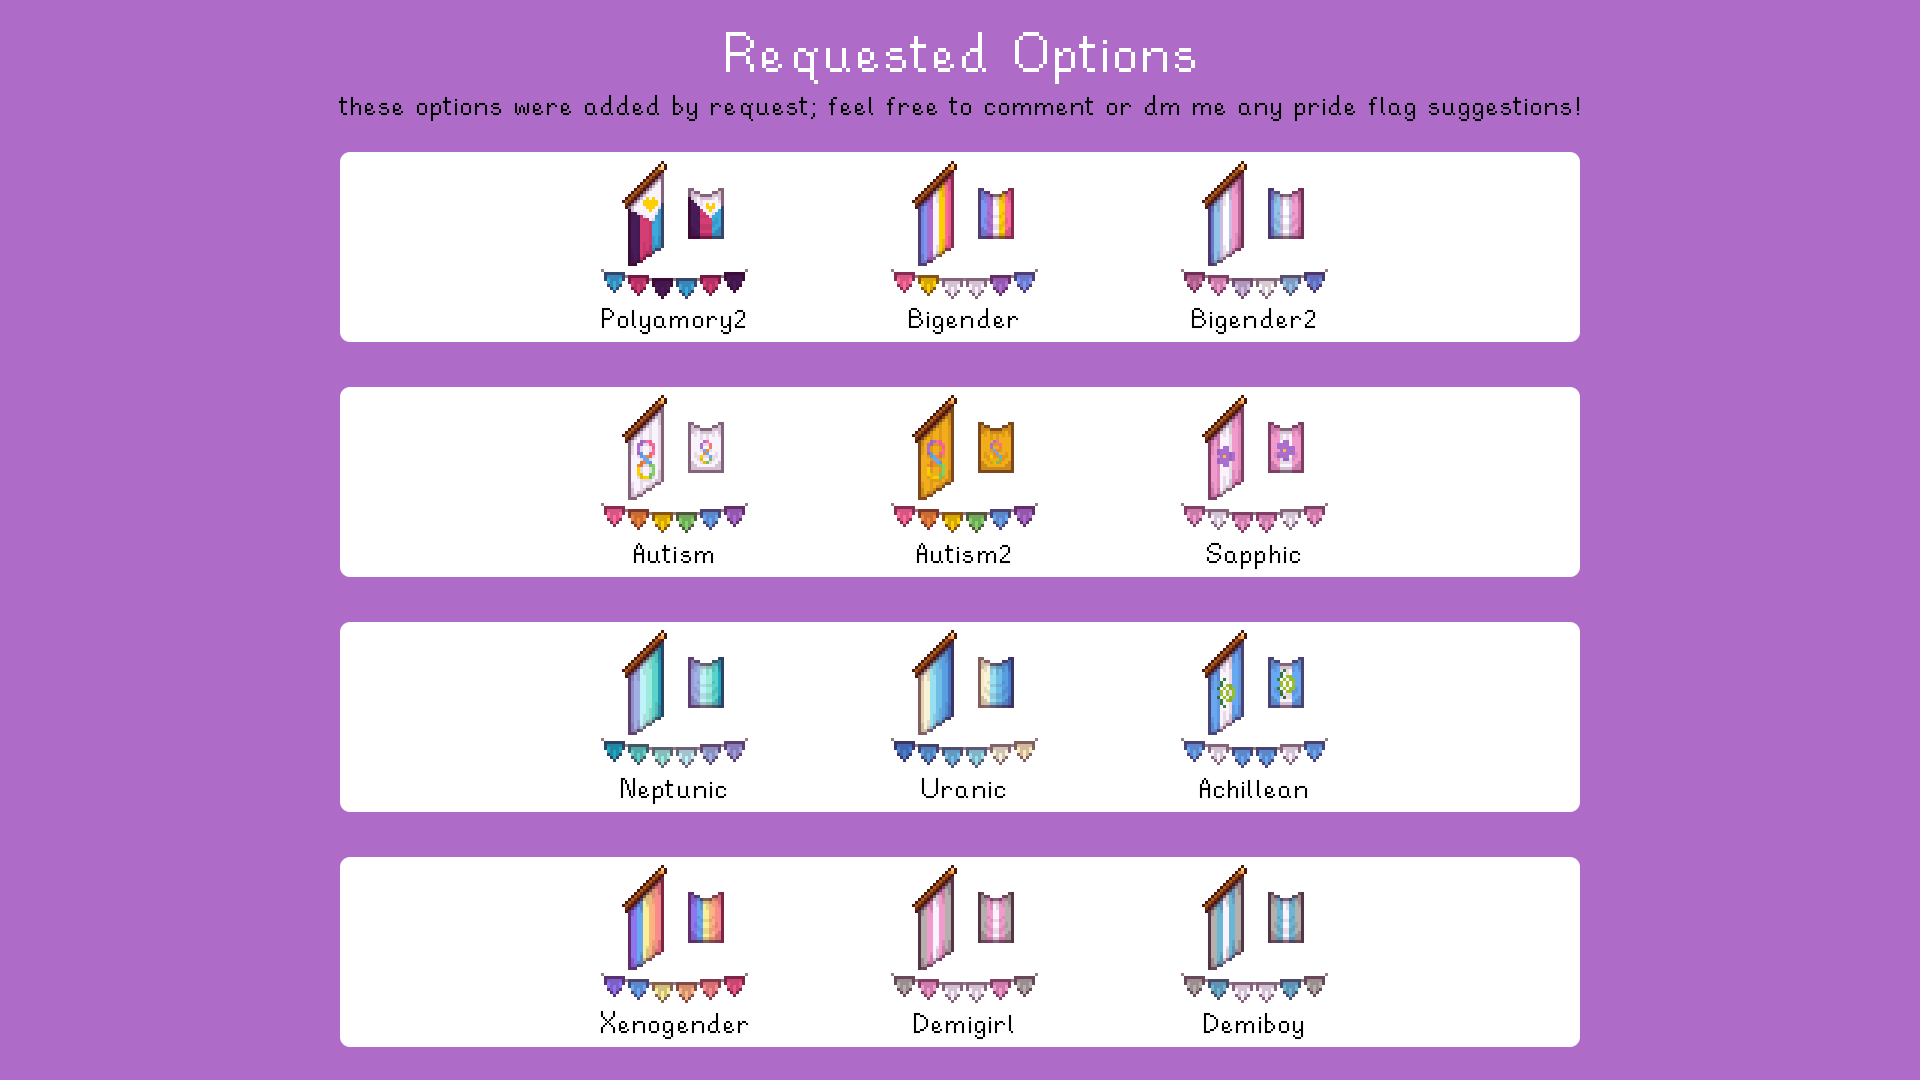 Requested Options
these options were added by request; feel free to comment or dm me any pride flag suggestions!
Polyamory2 Bigender Bigender2
Autism Autism2 Sapphic
Neptunic Uranic Achillean
Xenogender Demigirl Demiboy